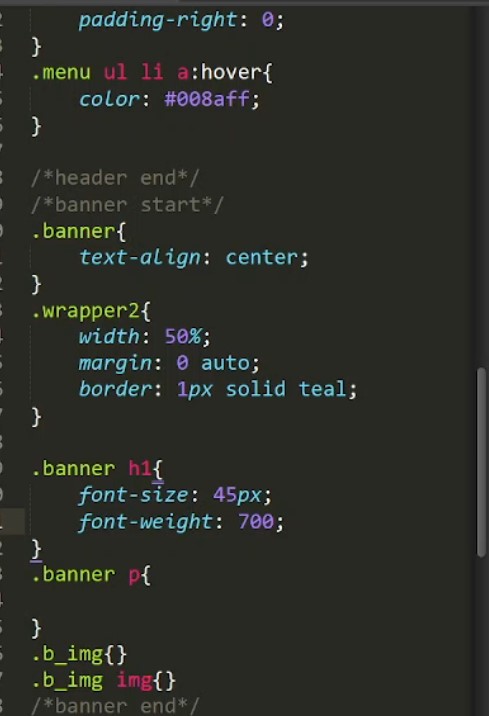 padding-right: 0;
}
.menu ul li a:hover{
    color: #008aff;
}

/*header end*/
/*banner start*/
.banner{
    text-align: center;
}
.wrapper2{
    width: 50%;
    margin: 0 auto;
    border: 1px solid teal;
}

.banner h1{
    font-size: 45px;
    font-weight: 700;
}
.banner p{

}
.b_img{}
.b_img img{}
/*banner end*/